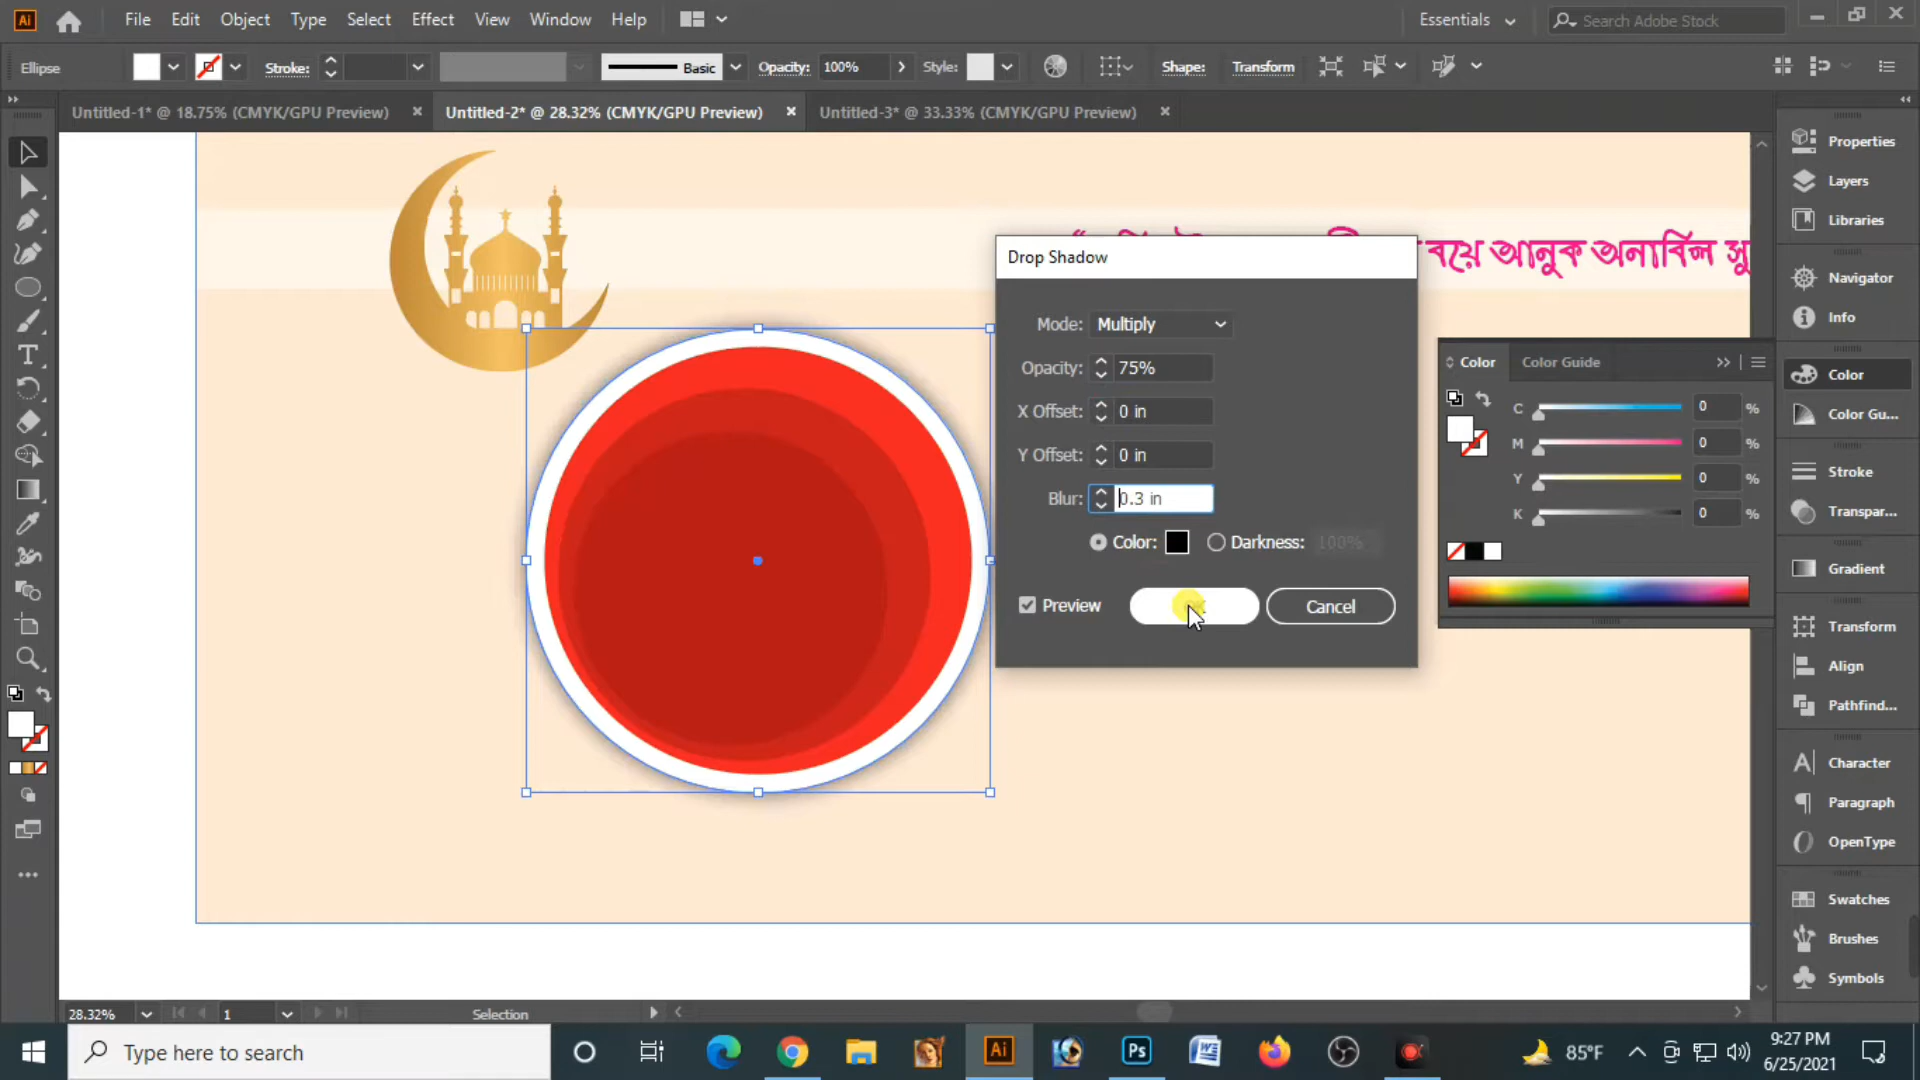 Ai File Edit Object Type Select Effect View Window Help Essentials Search Adobe Stock
Ellipse Stroke: Basic Opacity: 100% Style: Shape: Transform
Untitled-1* @ 18.75% (CMYK/GPU Preview) Untitled-2* @ 28.32% (CMYK/GPU Preview) Untitled-3* @ 33.33% (CMYK/GPU Preview)
বয়ে আনুক অনাবিল সু
Drop Shadow
Mode: Multiply
Opacity: 75%
X Offset: 0 in
Y Offset: 0 in
Blur: 0.3 in
Color: Darkness: 100%
Preview Cancel
Color Color Guide
C 0 %
M 0 %
Y 0 %
K 0 %
Properties
Layers
Libraries
Navigator
Info
Color
Color Gu...
Stroke
Transpar...
Gradient
Transform
Align
Pathfind...
Character
Paragraph
OpenType
Swatches
Brushes
Symbols
28.32% 1 Selection
Type here to search
Ai Ps W
85°F
9:27 PM
6/25/2021